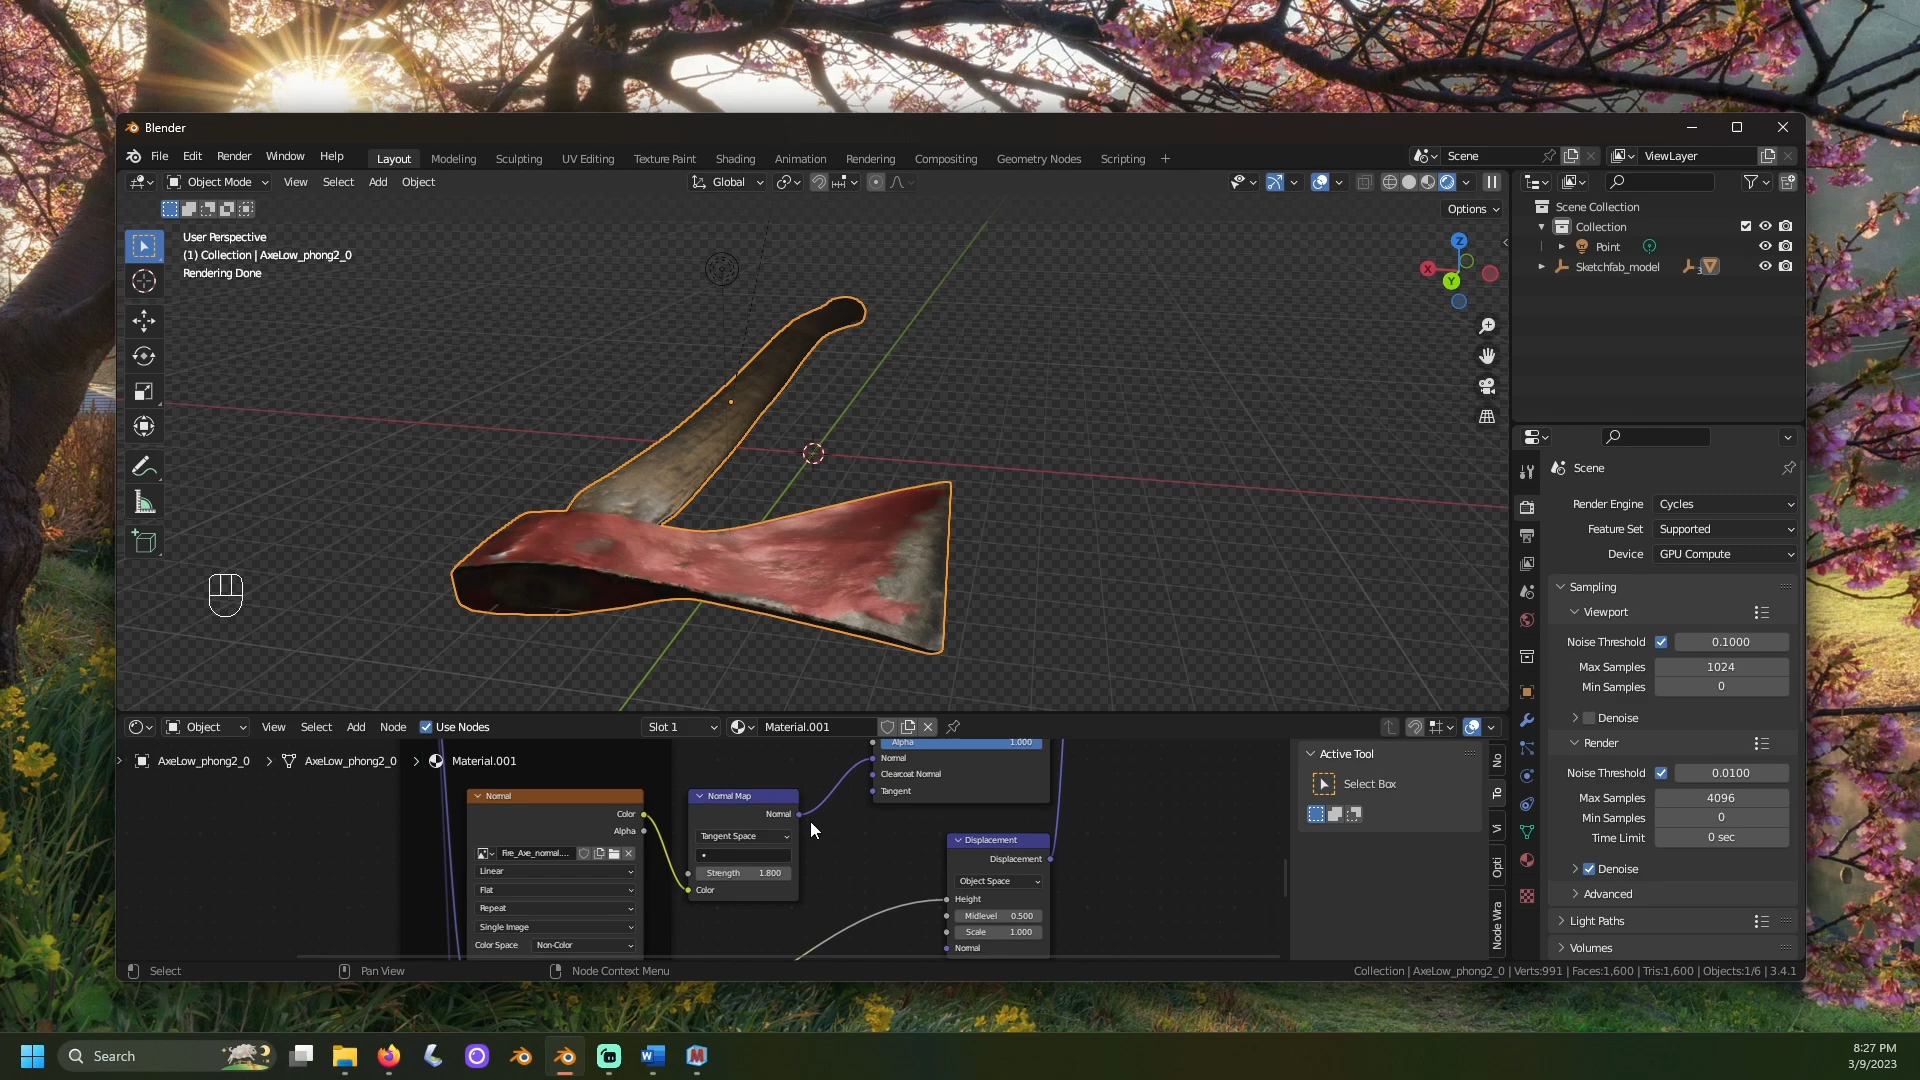 Blender
File Edit Render Window Help
Layout Modeling Sculpting UV Editing Texture Paint Shading Animation Rendering Compositing Geometry Nodes Scripting +
Scene
ViewLayer
Object Mode View Select Add Object
Global
Options
User Perspective
(1) Collection | AxeLow_phong2_0
Rendering Done
Z
X
Y
Scene Collection
Collection
Point
Sketchfab_model
3
Scene
Render Engine Cycles
Feature Set Supported
Device GPU Compute
Sampling
Viewport
Noise Threshold 0.1000
Max Samples 1024
Min Samples 0
Denoise
Render
Noise Threshold 0.0100
Max Samples 4096
Min Samples 0
Time Limit 0 sec
Denoise
Advanced
Light Paths
Volumes
Object View Select Add Node Use Nodes
Slot 1
Material.001
AxeLow_phong2_0 > AxeLow_phong2_0 > Material.001
Normal
Color
Alpha
Fire_Axe_normal....
Linear
Flat
Repeat
Single Image
Color Space Non-Color
Normal Map
Normal
Tangent Space
Strength 1.800
Color
Alpha 1.000
Normal
Clearcoat Normal
Tangent
Displacement
Displacement
Object Space
Height
Midlevel 0.500
Scale 1.000
Normal
Active Tool
Select Box
No
To
Vi
Opti
Node Wra
Select
Pan View
Node Context Menu
Collection | AxeLow_phong2_0 | Verts:991 | Faces:1,600 | Tris:1,600 | Objects:1/6 | 3.4.1
Search
W
M
8:27 PM
3/9/2023